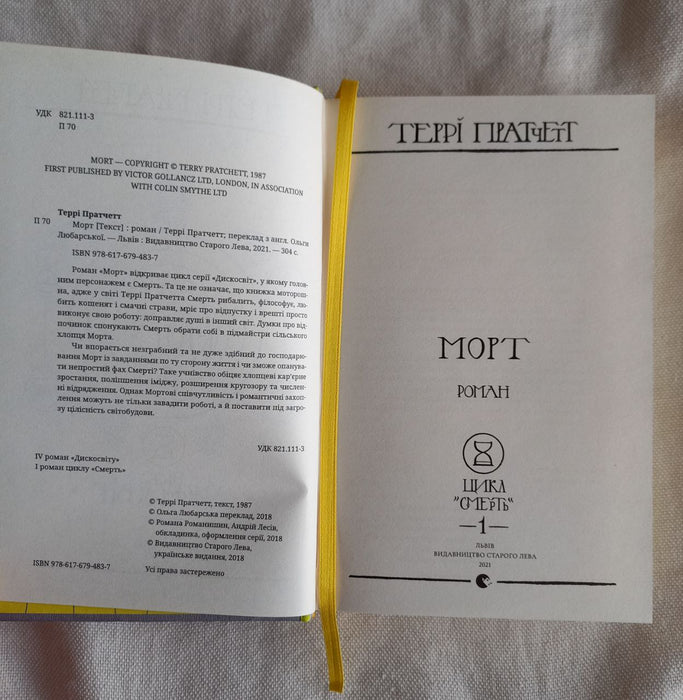 УДК 821.111-3
П 70
МОРТ — COPYRIGHT © TERRY PRATCHETT, 1987
FIRST PUBLISHED BY VICTOR GOLLANCZ LTD, LONDON, IN ASSOCIATION
WITH COLIN SMYTHE LTD
Террі Пратчетт
П 70 Морт [Текст] : роман / Террі Пратчетт; переклад з англ. Ольги
Любарської. — Львів : Видавництво Старого Лева, 2021. — 304 с.
ISBN 978-617-679-483-7
Роман «Морт» відкриває цикл серії «Дискосвіт», у якому голов-
ним персонажем є Смерть. Та це не означає, що книжка моторош-
на, адже у світі Террі Пратчетта Смерть рибалить, філософує, лю-
бить кошенят і смачні страви, мріє про відпустку і врешті просто
виконує свою роботу: доправляє душі в інший світ. Думки про від-
починок спонукають Смерть обрати собі в підмайстри сільського
хлопця Морта.
Чи впорається незграбний та не дуже здібний до господарю-
вання Морт із завданнями по ту сторону життя і чи зможе опанува-
ти непростий фах Смерті? Таке учнівство обіцяє хлопцеві кар'єрне
зростання, поліпшення іміджу, розширення кругозору та числен-
ні відрядження. Однак Мортові співчутливість і романтичні захоп-
лення можуть не тільки завадити роботі, а й поставити під загро-
зу цілісність світобудови.
УДК 821.111-3
IV роман «Дискосвіту»
I роман циклу «Смерть»
© Террі Пратчетт, текст, 1987
© Ольга Любарська переклад, 2018
© Романа Романишин, Андрій Лесів,
обкладинка, оформлення серії, 2018
© Видавництво Старого Лева,
українське видання, 2018
ISBN 978-617-679-483-7
Усі права застережено
ТЕРРІ ПРАТЧЕТТ
МОРТ
РОМАН
ЦИКЛ
"СМЕРТЬ"
—1—
ЛЬВІВ
ВИДАВНИЦТВО СТАРОГО ЛЕВА
2021